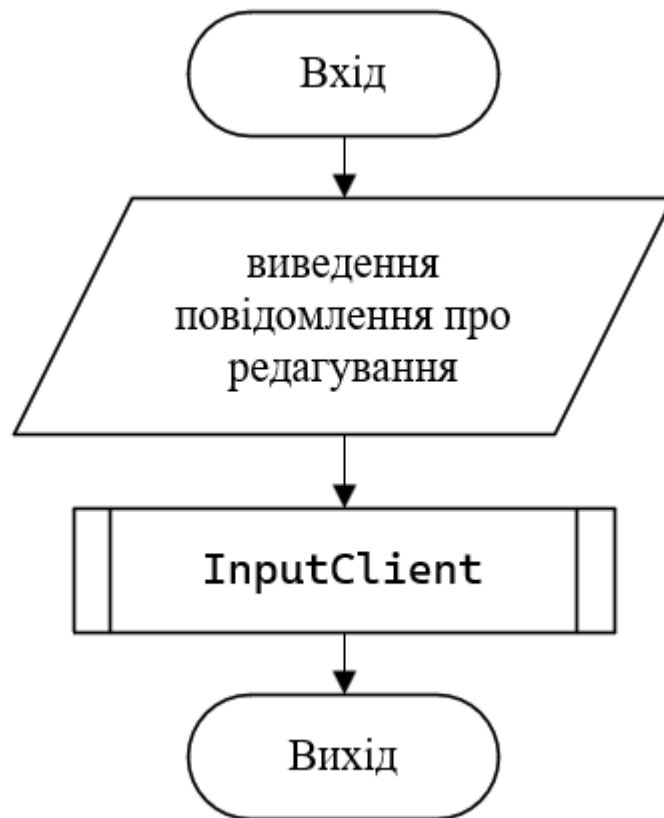 Вхід
виведення
повідомлення про
редагування
InputClient
Вихід